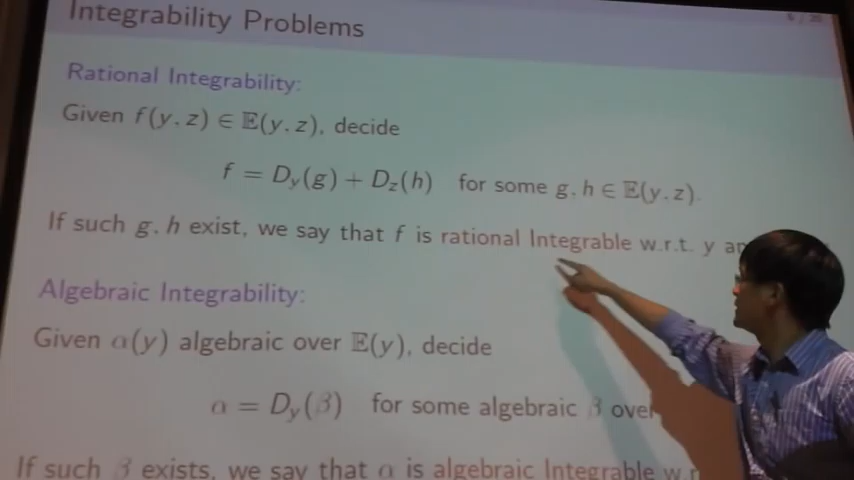 Integrability Problems
Rational Integrability:
Given f(y, z) ∈ 𝔼(y, z), decide
f = D_y(g) + D_z(h) for some g, h ∈ 𝔼(y, z).
If such g, h exist, we say that f is rational Integrable w.r.t. y
Algebraic Integrability:
Given α(y) algebraic over 𝔼(y), decide
α = D_y(β) for some algebraic β over
If such β exists, we say that α is algebraic Integrable